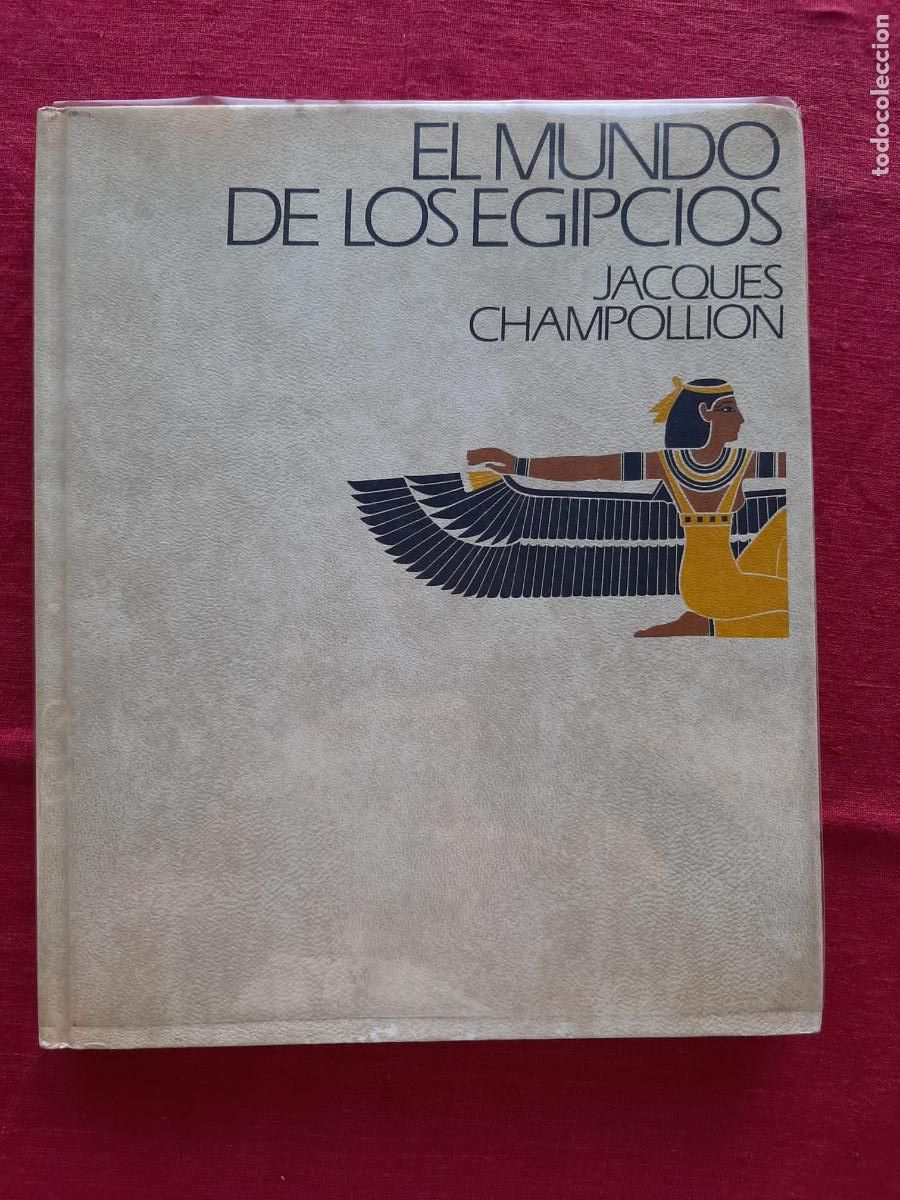 EL MUNDO
DE LOS EGIPCIOS
JACQUES
CHAMPOLLION
todocoleccion